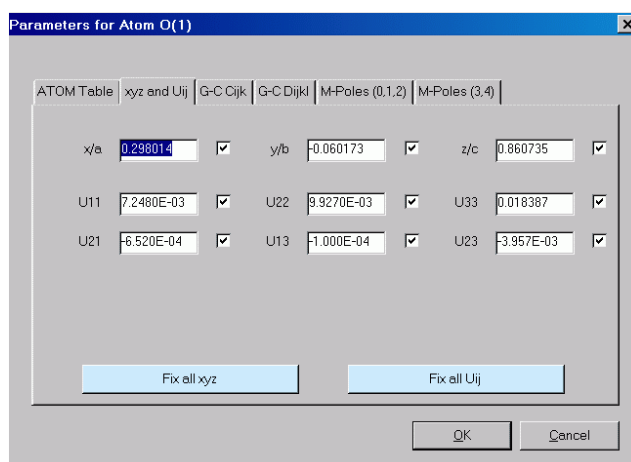 Parameters for Atom O(1)
ATOM Table xyz and Uij G-C Cijk G-C Dijkl M-Poles (0,1,2) M-Poles (3,4)
x/a 0.298014 y/b -0.060173 z/c 0.860735
U11 7.2480E-03 U22 9.9270E-03 U33 0.018387
U21 -6.520E-04 U13 -1.000E-04 U23 -3.957E-03
Fix all xyz Fix all Uij
OK Cancel